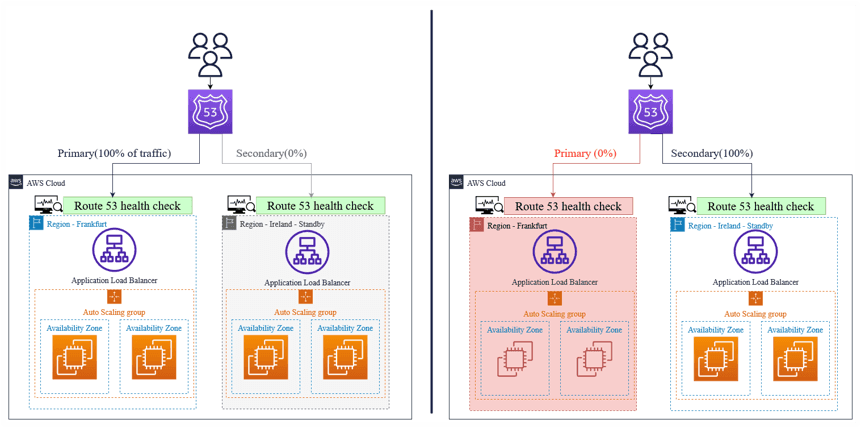 53
Primary(100% of traffic)
Secondary(0%)
aws
AWS Cloud
Route 53 health check
Route 53 health check
Region - Frankfurt
Region - Ireland - Standby
Application Load Balancer
Application Load Balancer
Auto Scaling group
Auto Scaling group
Availability Zone
Availability Zone
Availability Zone
Availability Zone
53
Primary (0%)
Secondary(100%)
aws
AWS Cloud
Route 53 health check
Route 53 health check
Region - Frankfurt
Region - Ireland - Standby
Application Load Balancer
Application Load Balancer
Auto Scaling group
Auto Scaling group
Availability Zone
Availability Zone
Availability Zone
Availability Zone